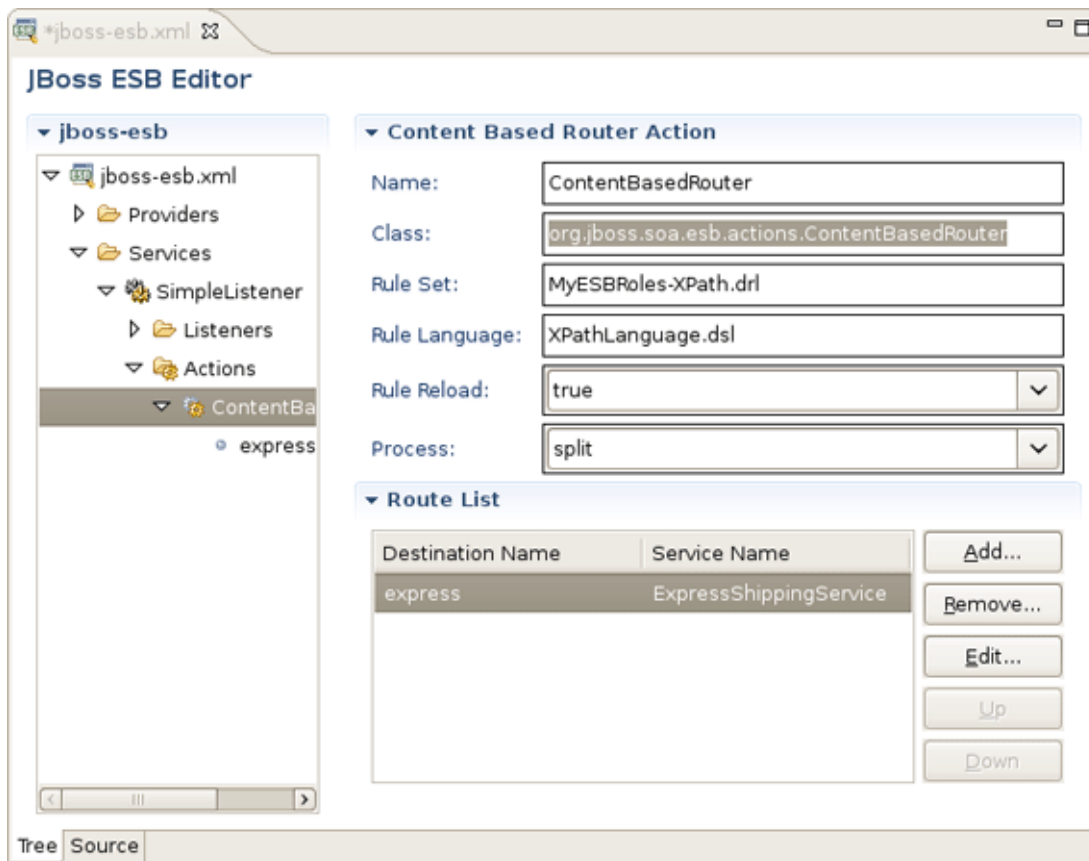 *jboss-esb.xml
JBoss ESB Editor
jboss-esb
jboss-esb.xml
Providers
Services
SimpleListener
Listeners
Actions
ContentBa
express
Content Based Router Action
Name: ContentBasedRouter
Class: org.jboss.soa.esb.actions.ContentBasedRouter
Rule Set: MyESBRoles-XPath.drl
Rule Language: XPathLanguage.dsl
Rule Reload: true
Process: split
Route List
Destination Name Service Name
express ExpressShippingService
Add...
Remove...
Edit...
Up
Down
Tree Source